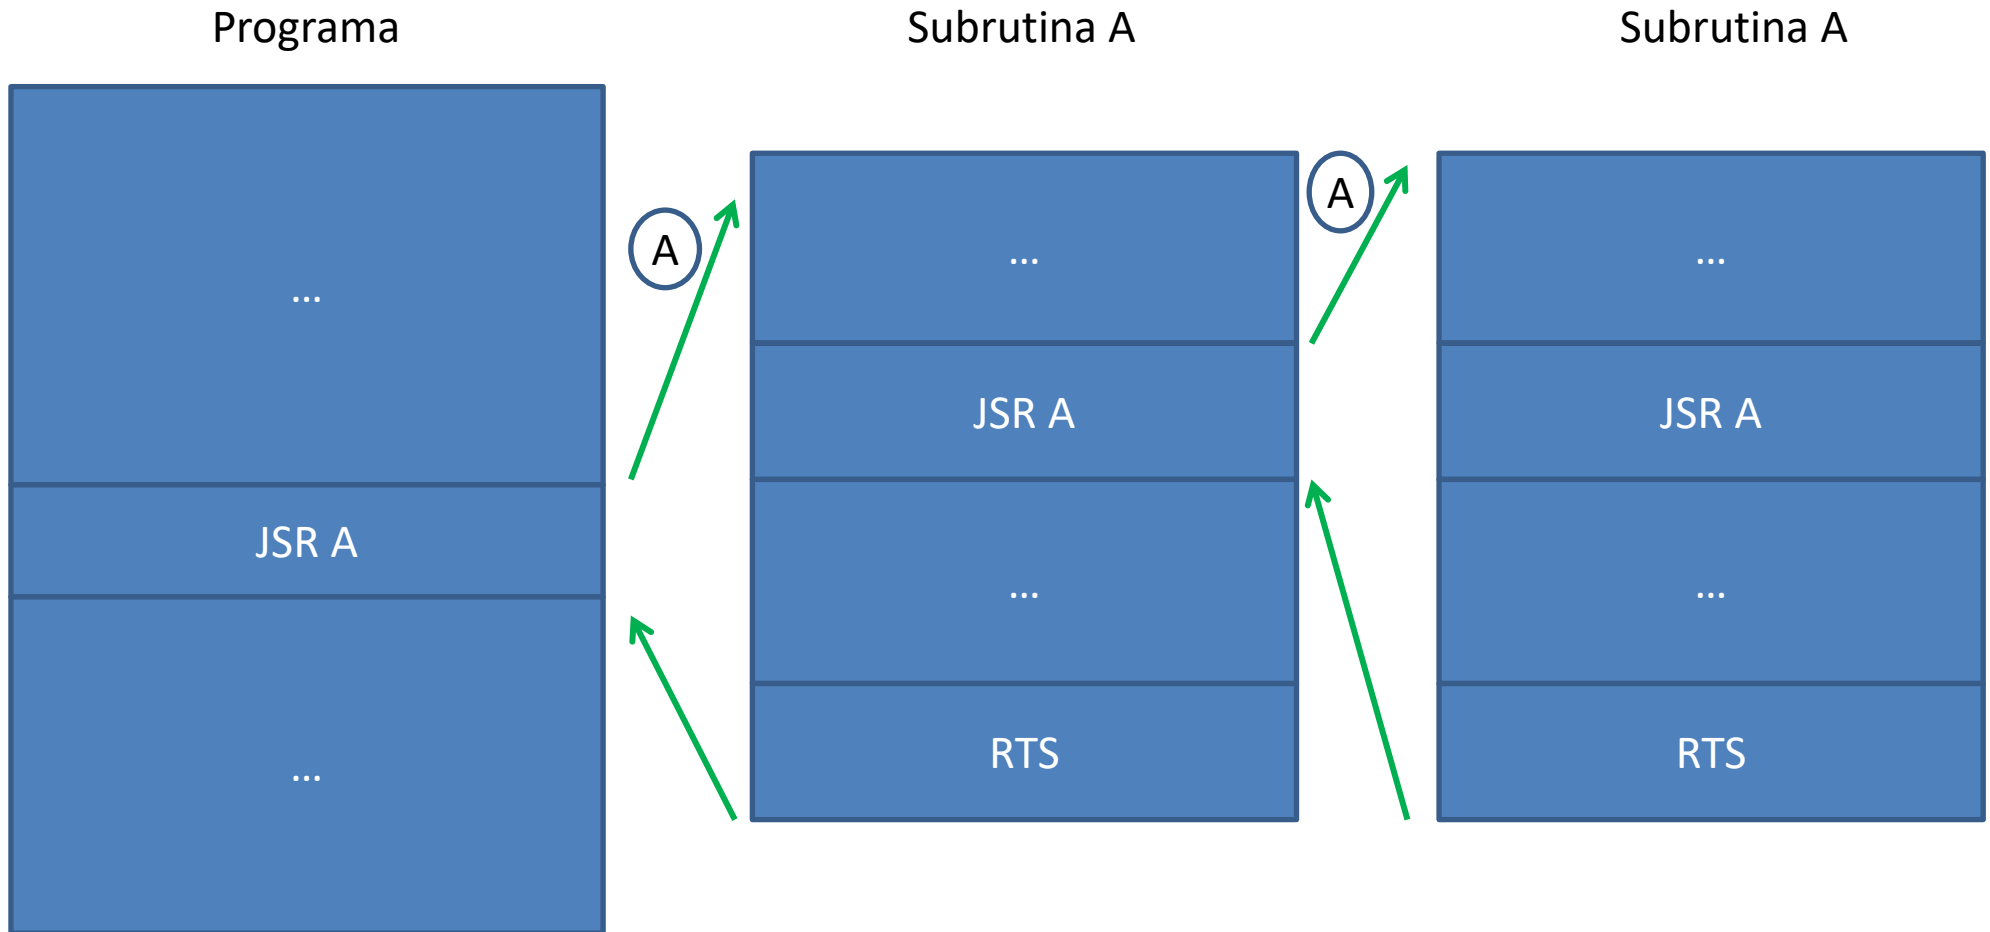 Programa
...
JSR A
...
A
Subrutina A
...
JSR A
...
RTS
A
Subrutina A
...
JSR A
...
RTS